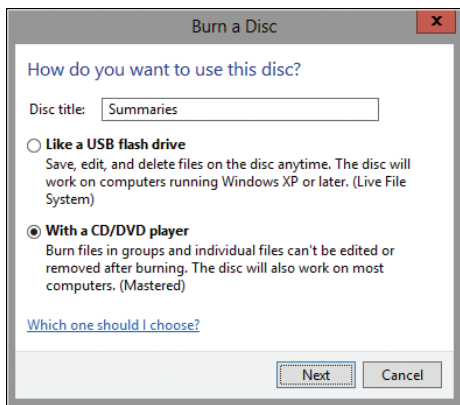 Burn a Disc
x
How do you want to use this disc?
Disc title: Summaries
Like a USB flash drive
Save, edit, and delete files on the disc anytime. The disc will
work on computers running Windows XP or later. (Live File
System)
With a CD/DVD player
Burn files in groups and individual files can't be edited or
removed after burning. The disc will also work on most
computers. (Mastered)
Which one should I choose?
Next Cancel